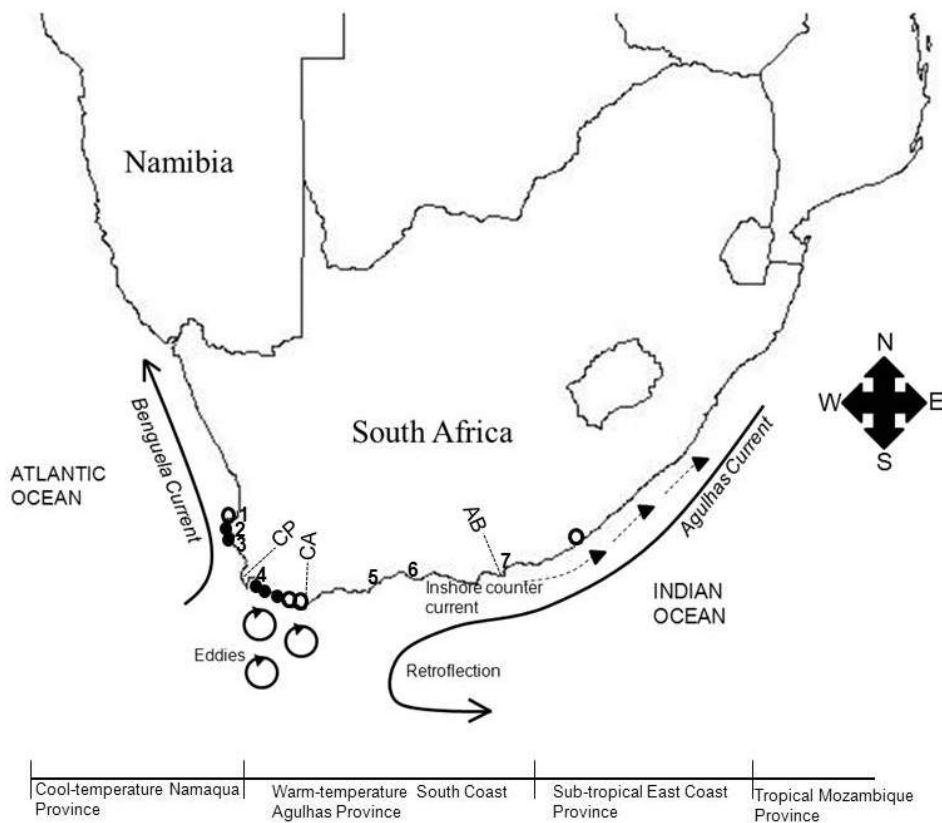 Namibia
South Africa
N
W E
S
Benguela Current
ATLANTIC
OCEAN
1
2
3
CP
CA
4
5
6
AB
7
Agulhas Current
Inshore counter
current
INDIAN
OCEAN
Eddies
Retroflection
Cool-temperature Namaqua
Province
Warm-temperature South Coast
Agulhas Province
Sub-tropical East Coast
Province
Tropical Mozambique
Province